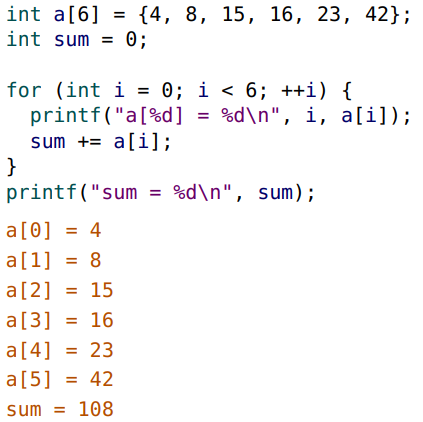 int a[6] = {4, 8, 15, 16, 23, 42};
int sum = 0;

for (int i = 0; i < 6; ++i) {
  printf("a[%d] = %d\n", i, a[i]);
  sum += a[i];
}
printf("sum = %d\n", sum);
a[0] = 4
a[1] = 8
a[2] = 15
a[3] = 16
a[4] = 23
a[5] = 42
sum = 108